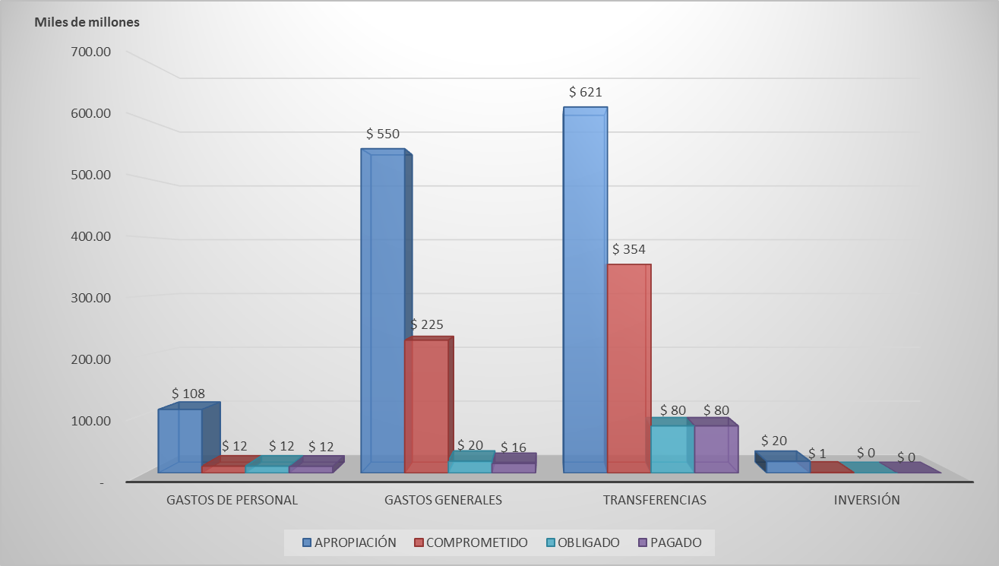 Miles de millones
700.00
600.00
500.00
400.00
300.00
200.00
100.00
-
$ 108
$ 12
$ 12
$ 12
$ 550
$ 225
$ 20
$ 16
$ 621
$ 354
$ 80
$ 80
$ 20
$ 1
$ 0
$ 0
GASTOS DE PERSONAL
GASTOS GENERALES
TRANSFERENCIAS
INVERSIÓN
APROPIACIÓN
COMPROMETIDO
OBLIGADO
PAGADO